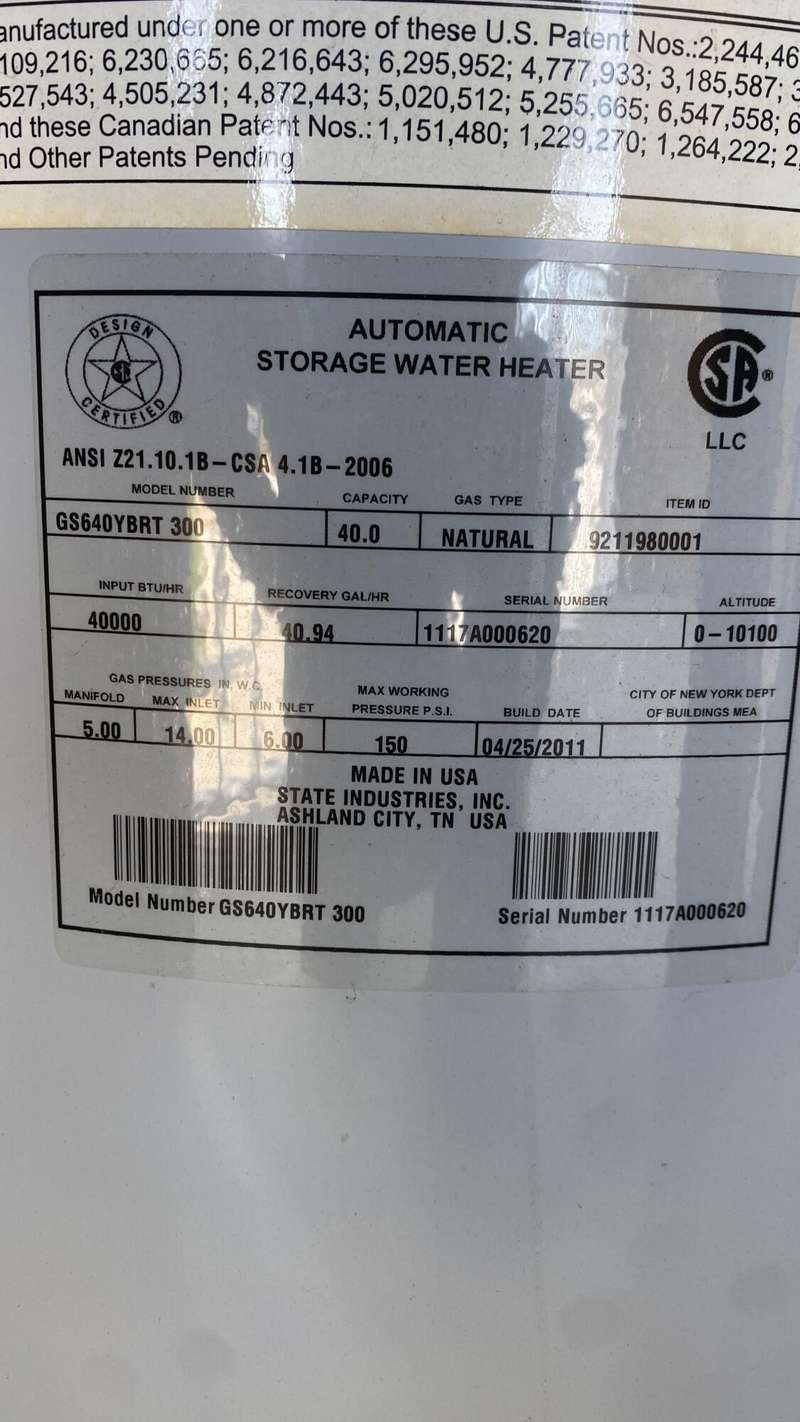 anufactured under one or more of these U.S. Patent Nos.:2,244,46
109,216; 6,230,665; 6,216,643; 6,295,952; 4,777,933; 3,185,587; 3
527,543; 4,505,231; 4,872,443; 5,020,512; 5,255,665; 6,547,558; 6
nd these Canadian Patent Nos.: 1,151,480; 1,229,270; 1,264,222; 2,
nd Other Patents Pending
DESIGN
CERTIFIED ®
AUTOMATIC
STORAGE WATER HEATER
SA ®
LLC
ANSI Z21.10.1B–CSA 4.1B–2006
MODEL NUMBER CAPACITY GAS TYPE ITEM ID
GS640YBRT 300 40.0 NATURAL 9211980001
INPUT BTU/HR RECOVERY GAL/HR SERIAL NUMBER ALTITUDE
40000 40.94 1117A000620 0–10100
GAS PRESSURES IN. W.C.
MANIFOLD MAX INLET MIN INLET MAX WORKING PRESSURE P.S.I. BUILD DATE CITY OF NEW YORK DEPT OF BUILDINGS MEA
5.00 14.00 6.00 150 04/25/2011
MADE IN USA
STATE INDUSTRIES, INC.
ASHLAND CITY, TN USA
Model Number GS640YBRT 300
Serial Number 1117A000620